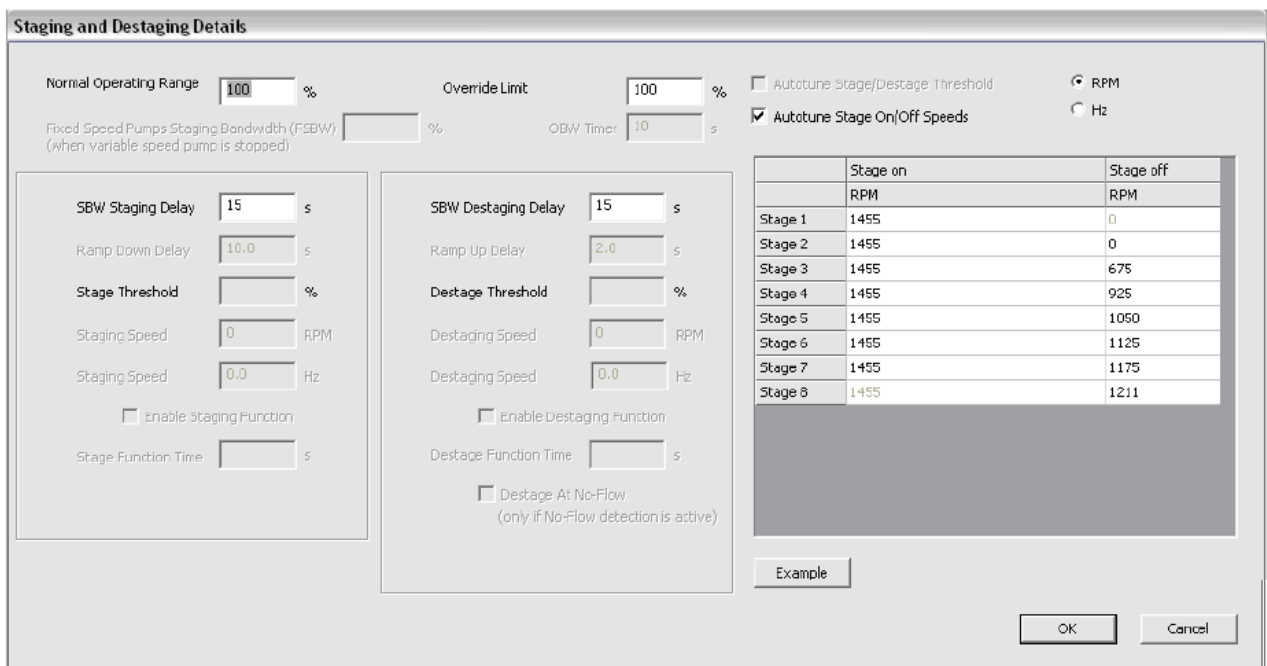 Staging and Destaging Details
Normal Operating Range 100 %
Override Limit 100 %
Autotune Stage/Destage Threshold
RPM
Fixed Speed Pumps Staging Bandwidth (FSBW) %
(when variable speed pump is stopped)
OBW Timer 10 s
Autotune Stage On/Off Speeds
Hz
SBW Staging Delay 15 s
Ramp Down Delay 10.0 s
Stage Threshold %
Staging Speed 0 RPM
Staging Speed 0.0 Hz
Enable Staging Function
Stage Function Time s
SBW Destaging Delay 15 s
Ramp Up Delay 2.0 s
Destage Threshold %
Destaging Speed 0 RPM
Destaging Speed 0.0 Hz
Enable Destaging Function
Destage Function Time s
Destage At No-Flow
(only if No-Flow detection is active)
Stage on Stage off
RPM RPM
Stage 1 1455 0
Stage 2 1455 0
Stage 3 1455 675
Stage 4 1455 925
Stage 5 1455 1050
Stage 6 1455 1125
Stage 7 1455 1175
Stage 8 1455 1211
Example
OK Cancel